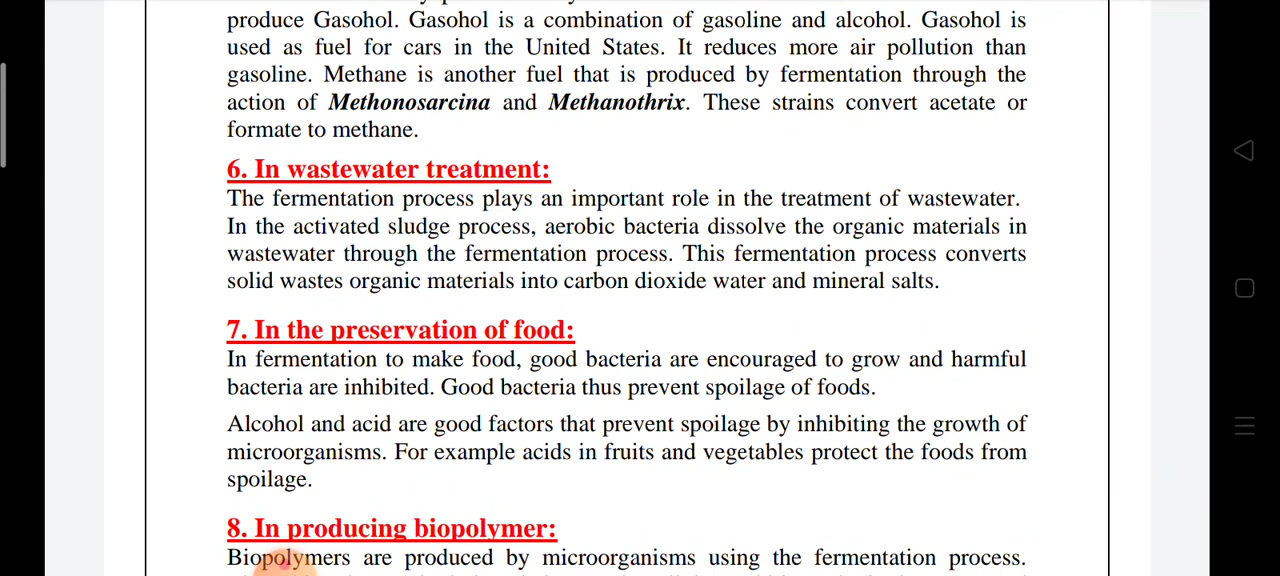 produce Gasohol. Gasohol is a combination of gasoline and alcohol. Gasohol is
used as fuel for cars in the United States. It reduces more air pollution than
gasoline. Methane is another fuel that is produced by fermentation through the
action of Methonosarcina and Methanothrix. These strains convert acetate or
formate to methane.
6. In wastewater treatment:
The fermentation process plays an important role in the treatment of wastewater.
In the activated sludge process, aerobic bacteria dissolve the organic materials in
wastewater through the fermentation process. This fermentation process converts
solid wastes organic materials into carbon dioxide water and mineral salts.
7. In the preservation of food:
In fermentation to make food, good bacteria are encouraged to grow and harmful
bacteria are inhibited. Good bacteria thus prevent spoilage of foods.
Alcohol and acid are good factors that prevent spoilage by inhibiting the growth of
microorganisms. For example acids in fruits and vegetables protect the foods from
spoilage.
8. In producing biopolymer:
Biopolymers are produced by microorganisms using the fermentation process.